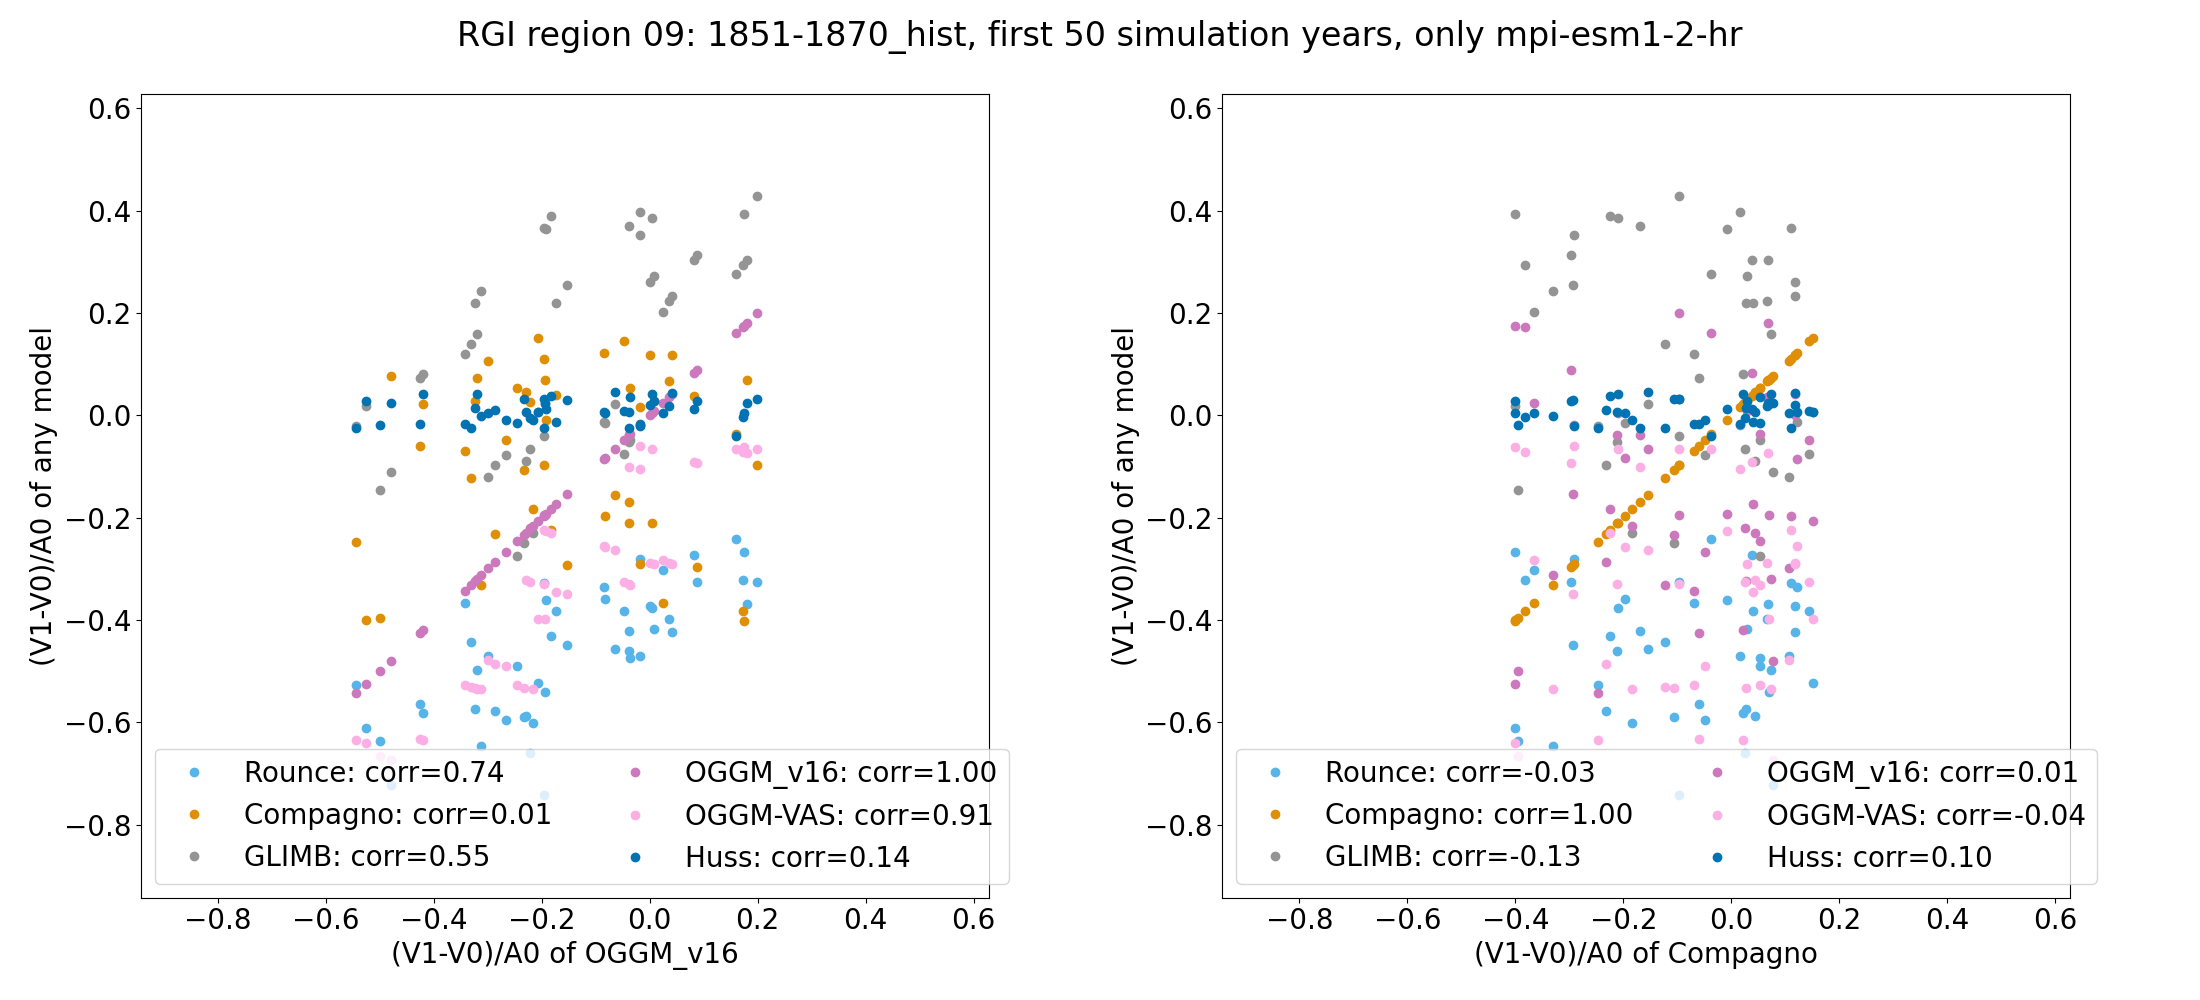 RGI region 09: 1851-1870_hist, first 50 simulation years, only mpi-esm1-2-hr
0.6
0.4
0.2
0.0
−0.2
−0.4
−0.6
−0.8
(V1-V0)/A0 of any model
Rounce: corr=0.74
Compagno: corr=0.01
GLIMB: corr=0.55
OGGM_v16: corr=1.00
OGGM-VAS: corr=0.91
Huss: corr=0.14
−0.8 −0.6 −0.4 −0.2 0.0 0.2 0.4 0.6
(V1-V0)/A0 of OGGM_v16
0.6
0.4
0.2
0.0
−0.2
−0.4
−0.6
−0.8
(V1-V0)/A0 of any model
Rounce: corr=-0.03
Compagno: corr=1.00
GLIMB: corr=-0.13
OGGM_v16: corr=0.01
OGGM-VAS: corr=-0.04
Huss: corr=0.10
−0.8 −0.6 −0.4 −0.2 0.0 0.2 0.4 0.6
(V1-V0)/A0 of Compagno